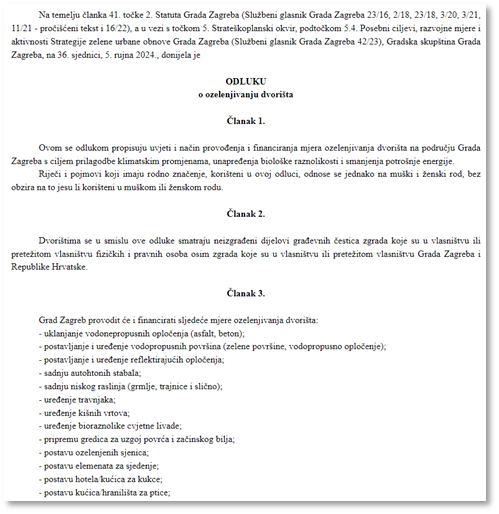 Na temelju članka 41. točke 2. Statuta Grada Zagreba (Službeni glasnik Grada Zagreba 23/16, 2/18, 23/18, 3/20, 3/21,
11/21 - pročišćeni tekst i 16/22), a u vezi s točkom 5. Strateškoplanski okvir, podtočkom 5.4. Posebni ciljevi, razvojne mjere i
aktivnosti Strategije zelene urbane obnove Grada Zagreba (Službeni glasnik Grada Zagreba 42/23), Gradska skupština Grada
Zagreba, na 36. sjednici, 5. rujna 2024., donijela je
ODLUKU
o ozelenjivanju dvorišta
Članak 1.
Ovom se odlukom propisuju uvjeti i način provođenja i financiranja mjera ozelenjivanja dvorišta na području Grada
Zagreba s ciljem prilagodbe klimatskim promjenama, unapređenja biološke raznolikosti i smanjenja potrošnje energije.
Riječi i pojmovi koji imaju rodno značenje, korišteni u ovoj odluci, odnose se jednako na muški i ženski rod, bez
obzira na to jesu li korišteni u muškom ili ženskom rodu.
Članak 2.
Dvorištima se u smislu ove odluke smatraju neizgrađeni dijelovi građevnih čestica zgrada koje su u vlasništvu ili
pretežitom vlasništvu fizičkih i pravnih osoba osim zgrada koje su u vlasništvu ili pretežitom vlasništvu Grada Zagreba i
Republike Hrvatske.
Članak 3.
Grad Zagreb provodit će i financirati sljedeće mjere ozelenjivanja dvorišta:
- uklanjanje vodonepropusnih opločenja (asfalt, beton);
- postavljanje i uređenje vodopropusnih površina (zelene površine, vodopropusno opločenje);
- postavljanje i uređenje reflektirajućih opločenja;
- sadnju autohtonih stabala;
- sadnju niskog raslinja (grmlje, trajnice i slično);
- uređenje travnjaka;
- uređenje kišnih vrtova;
- uređenje bioraznolike cvjetne livade;
- pripremu gredica za uzgoj povrća i začinskog bilja;
- postavu ozelenjenih sjenica;
- postavu elemenata za sjedenje;
- postavu hotela/kućica za kukce;
- postavu kućica/hranilišta za ptice;